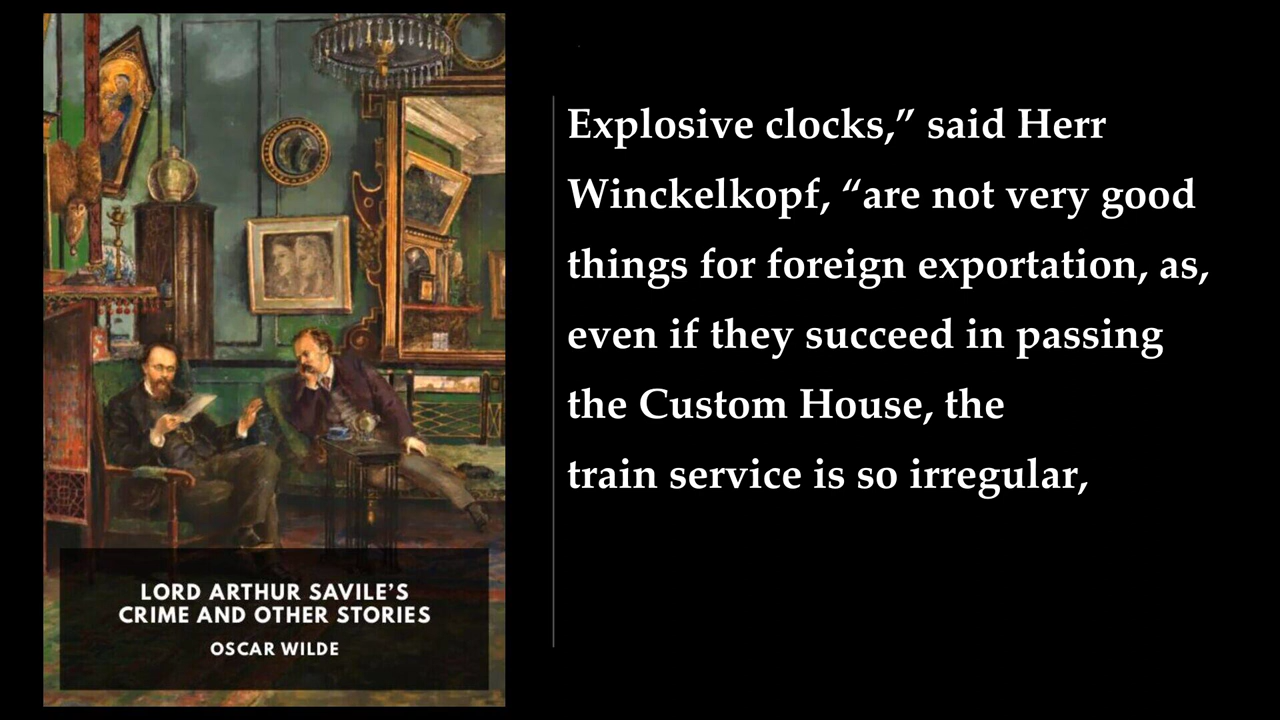 Explosive clocks,” said Herr
Winckelkopf, “are not very good
things for foreign exportation, as,
even if they succeed in passing
the Custom House, the
train service is so irregular,
LORD ARTHUR SAVILE’S
CRIME AND OTHER STORIES
OSCAR WILDE